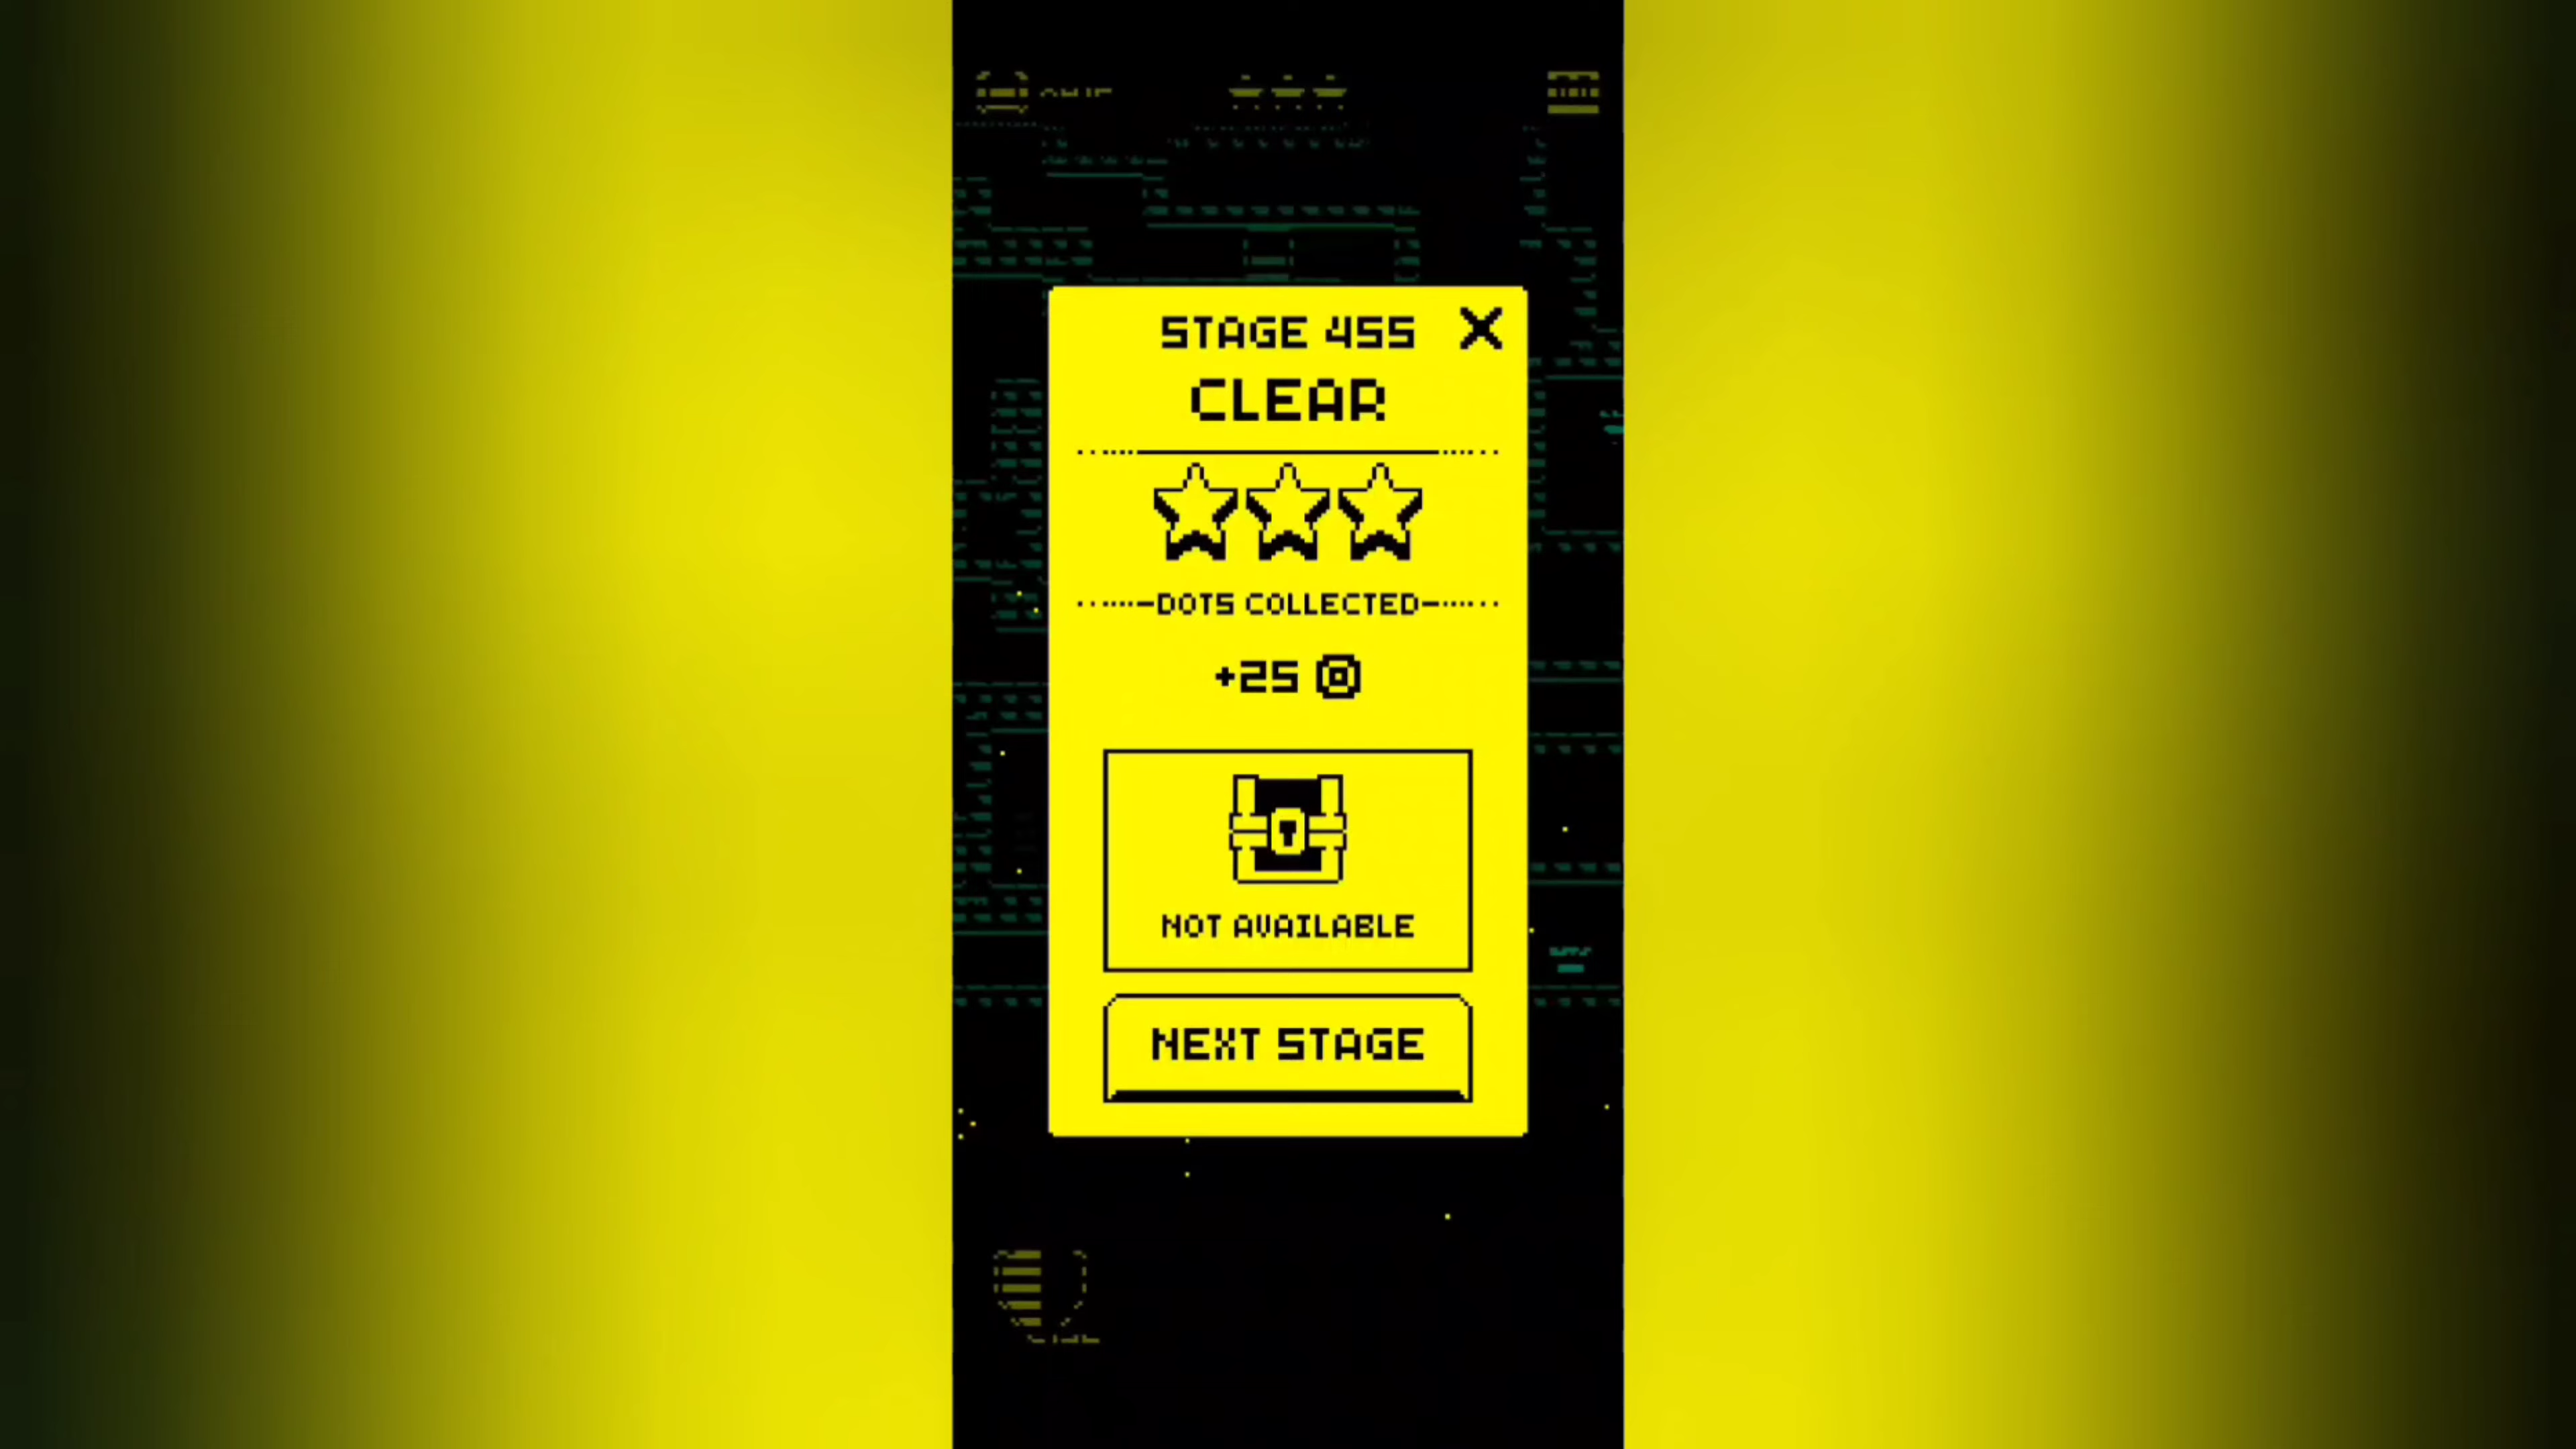 STAGE 455
CLEAR
DOTS COLLECTED
+25
NOT AVAILABLE
NEXT STAGE